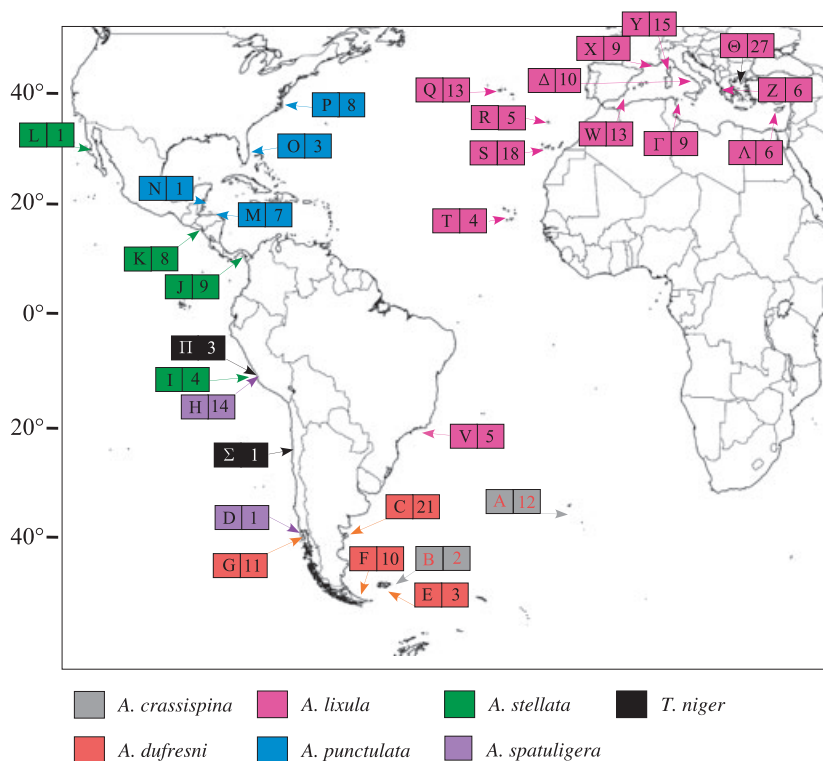 Y 15
X 9
Θ 27
Δ 10
40°
Q 13
Z 6
P 8
R 5
W 13
L 1
O 3
S 18
Γ 9
Λ 6
N 1
20°
M 7
T 4
K 8
J 9
0°
Π 3
I 4
H 14
20°
V 5
Σ 1
A 12
C 21
D 1
40°
G 11
F 10
B 2
E 3
A. crassispina
A. lixula
A. stellata
T. niger
A. dufresni
A. punctulata
A. spatuligera